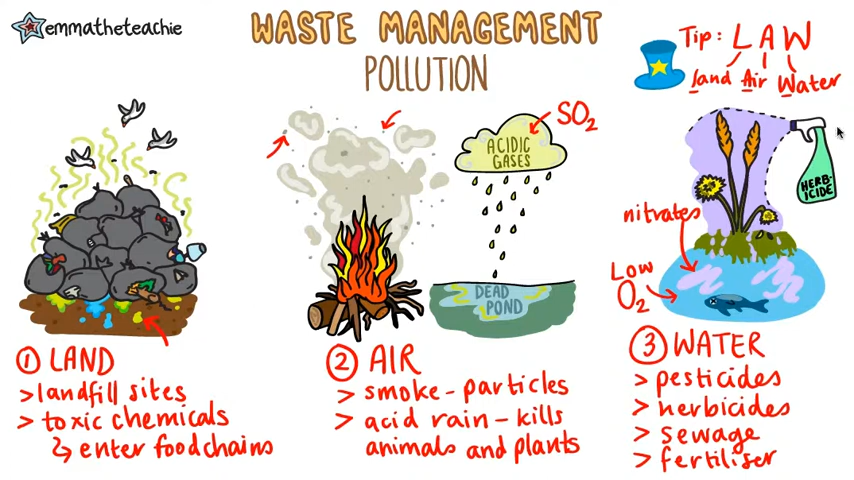 emmatheteachie
WASTE MANAGEMENT
POLLUTION
Tip: LAW
land Air Water
SO2
ACIDIC
GASES
DEAD
POND
HERB-
ICIDE
nitrates
Low
O2
1 LAND
> landfill sites
> toxic chemicals
↳ enter foodchains
2 AIR
> smoke - particles
> acid rain - kills
animals and plants
3 WATER
> pesticides
> herbicides
> sewage
> fertiliser